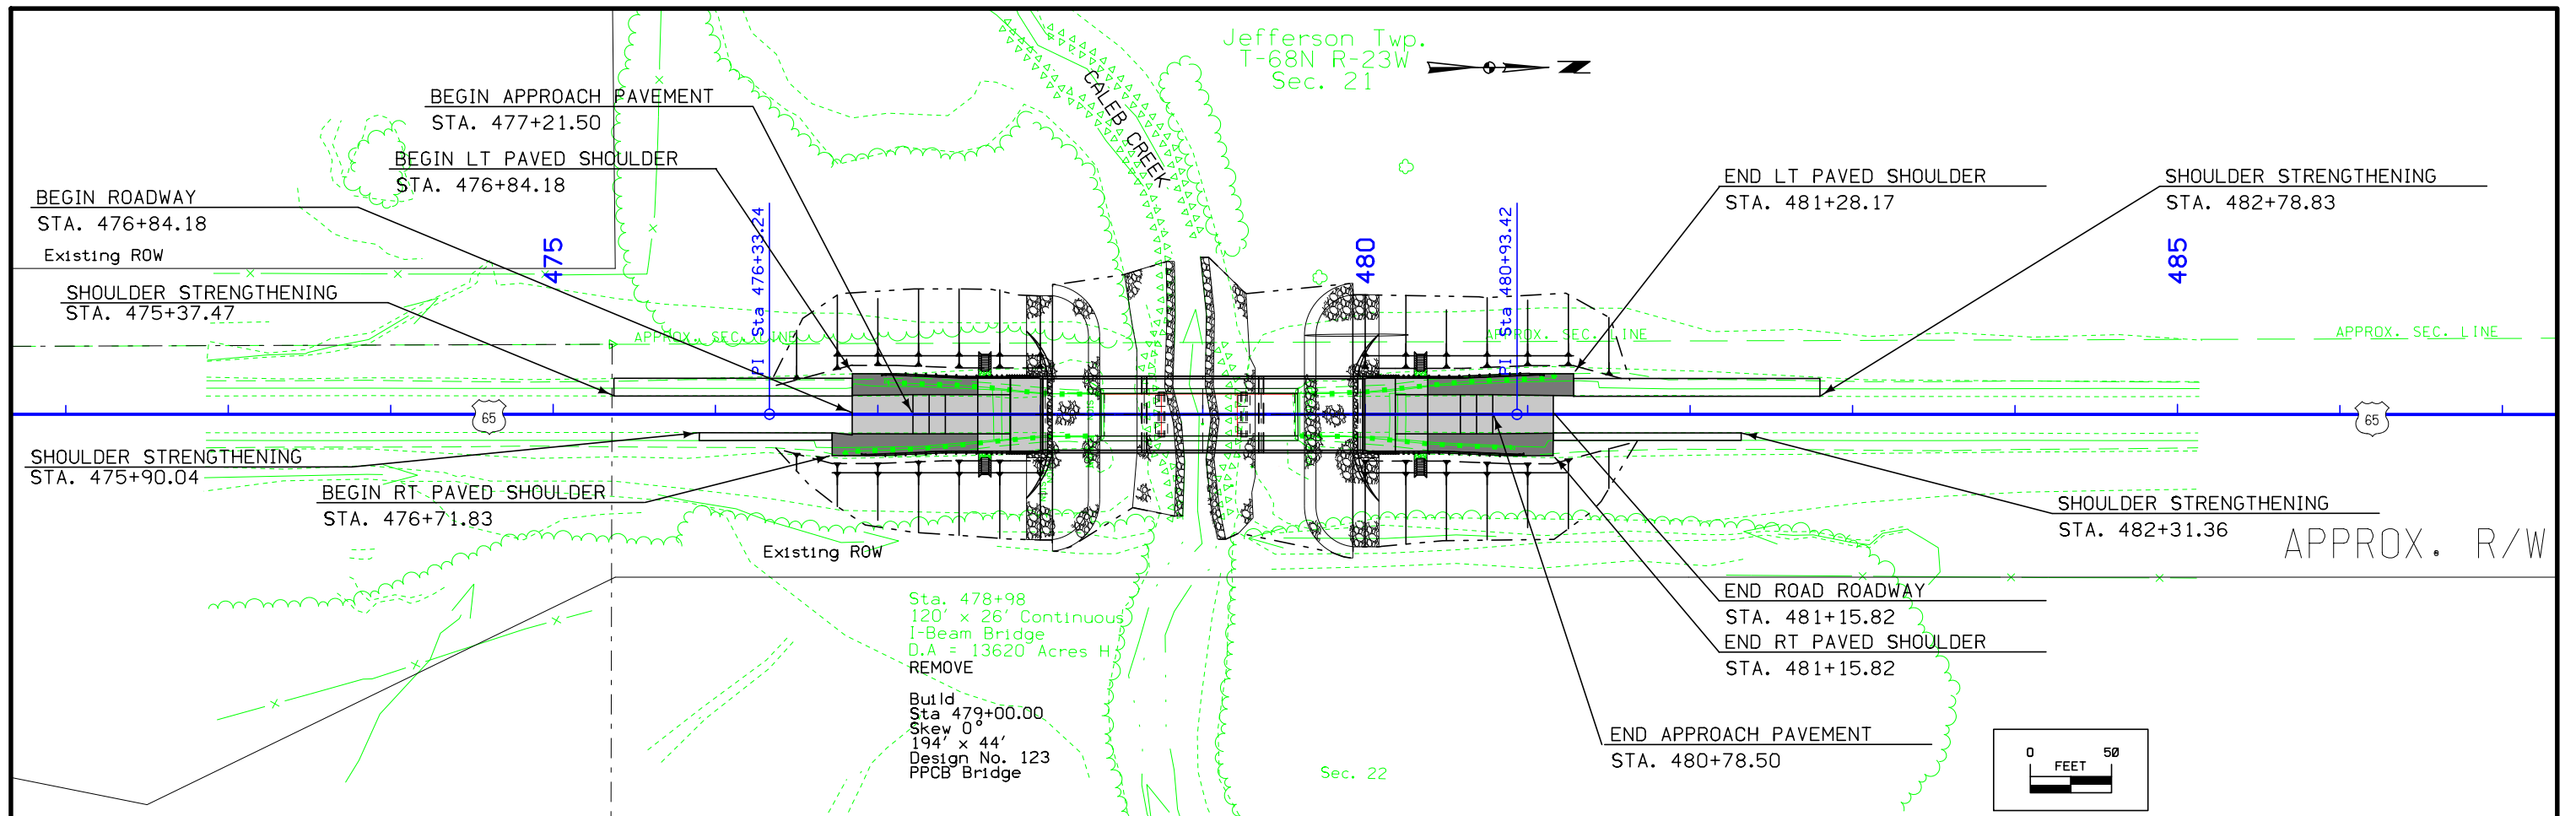 Jefferson Twp.
T-68N R-23W
Sec. 21
CALEB CREEK
BEGIN APPROACH PAVEMENT
STA. 477+21.50
BEGIN LT PAVED SHOULDER
STA. 476+84.18
BEGIN ROADWAY
STA. 476+84.18
Existing ROW
SHOULDER STRENGTHENING
STA. 475+37.47
475
PI Sta 476+33.24
480
PI Sta 480+93.42
485
END LT PAVED SHOULDER
STA. 481+28.17
SHOULDER STRENGTHENING
STA. 482+78.83
APPROX. SEC. LINE
APPROX. SEC. LINE
APPROX. SEC. LINE
65
65
SHOULDER STRENGTHENING
STA. 475+90.04
BEGIN RT PAVED SHOULDER
STA. 476+71.83
Existing ROW
SHOULDER STRENGTHENING
STA. 482+31.36
APPROX. R/W
END ROAD ROADWAY
STA. 481+15.82
END RT PAVED SHOULDER
STA. 481+15.82
END APPROACH PAVEMENT
STA. 480+78.50
Sta. 478+98
120' x 26' Continuous
I-Beam Bridge
D.A = 13620 Acres H.
REMOVE
Build
Sta 479+00.00
Skew 0°
194' x 44'
Design No. 123
PPCB Bridge
Sec. 22
0 50
FEET